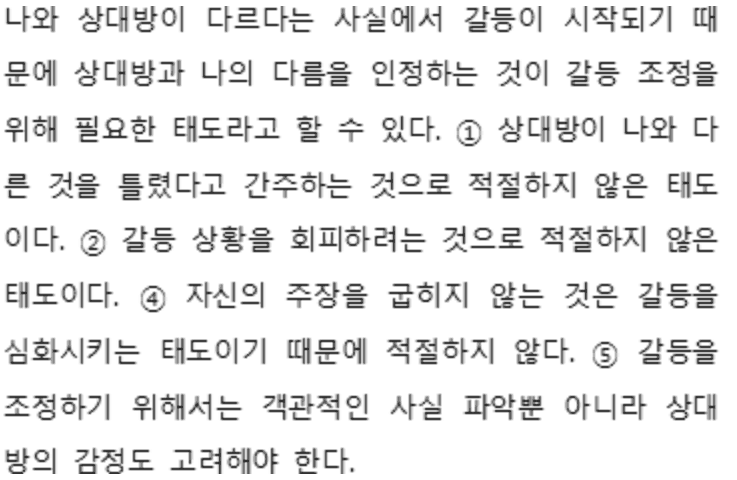 나와 상대방이 다르다는 사실에서 갈등이 시작되기 때
문에 상대방과 나의 다름을 인정하는 것이 갈등 조정을
위해 필요한 태도라고 할 수 있다. ① 상대방이 나와 다
른 것을 틀렸다고 간주하는 것으로 적절하지 않은 태도
이다. ② 갈등 상황을 회피하려는 것으로 적절하지 않은
태도이다. ④ 자신의 주장을 굽히지 않는 것은 갈등을
심화시키는 태도이기 때문에 적절하지 않다. ⑤ 갈등을
조정하기 위해서는 객관적인 사실 파악뿐 아니라 상대
방의 감정도 고려해야 한다.